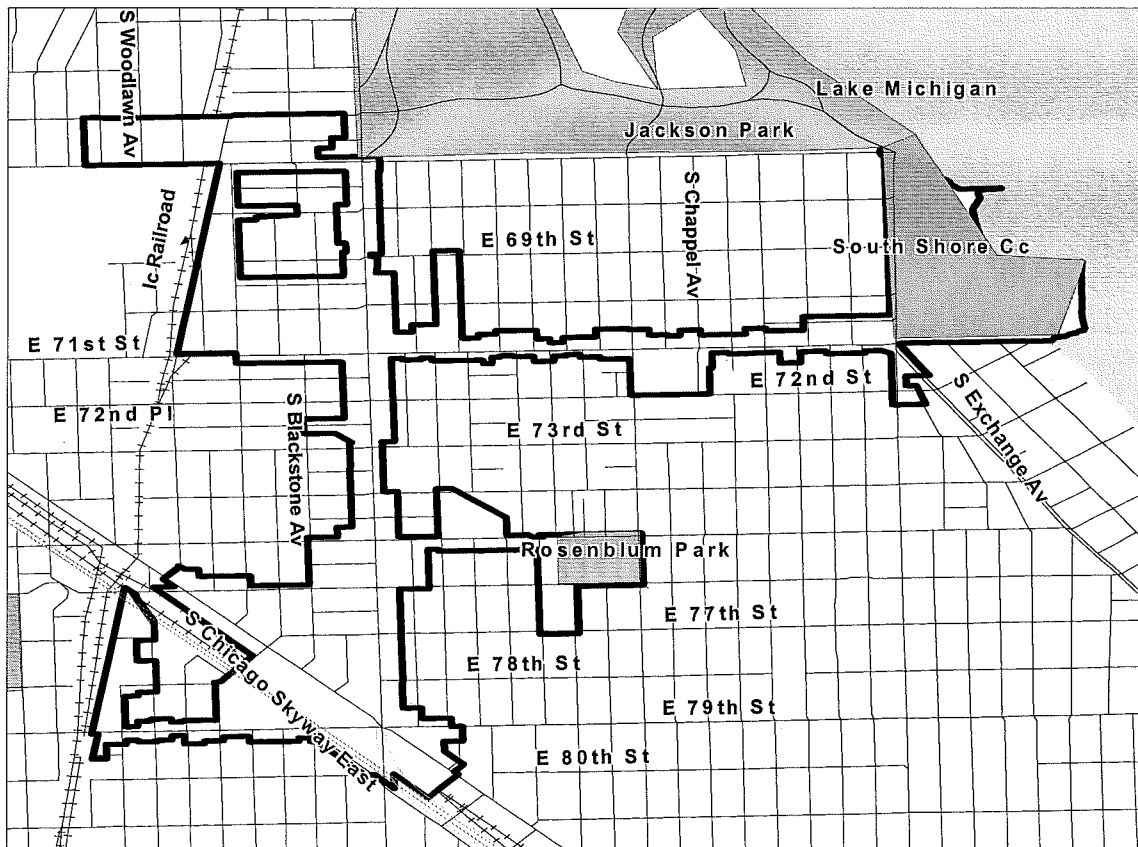 S Woodlawn Av
Lake Michigan
Jackson Park
S Chappel Av
Ic Railroad
E 69th St
South Shore Cc
E 71st St
E 72nd St
E 72nd Pl
S Blackstone Av
E 73rd St
S Exchange Av
Rosenblum Park
E 77th St
S Chicago Skyway East
E 78th St
E 79th St
E 80th St